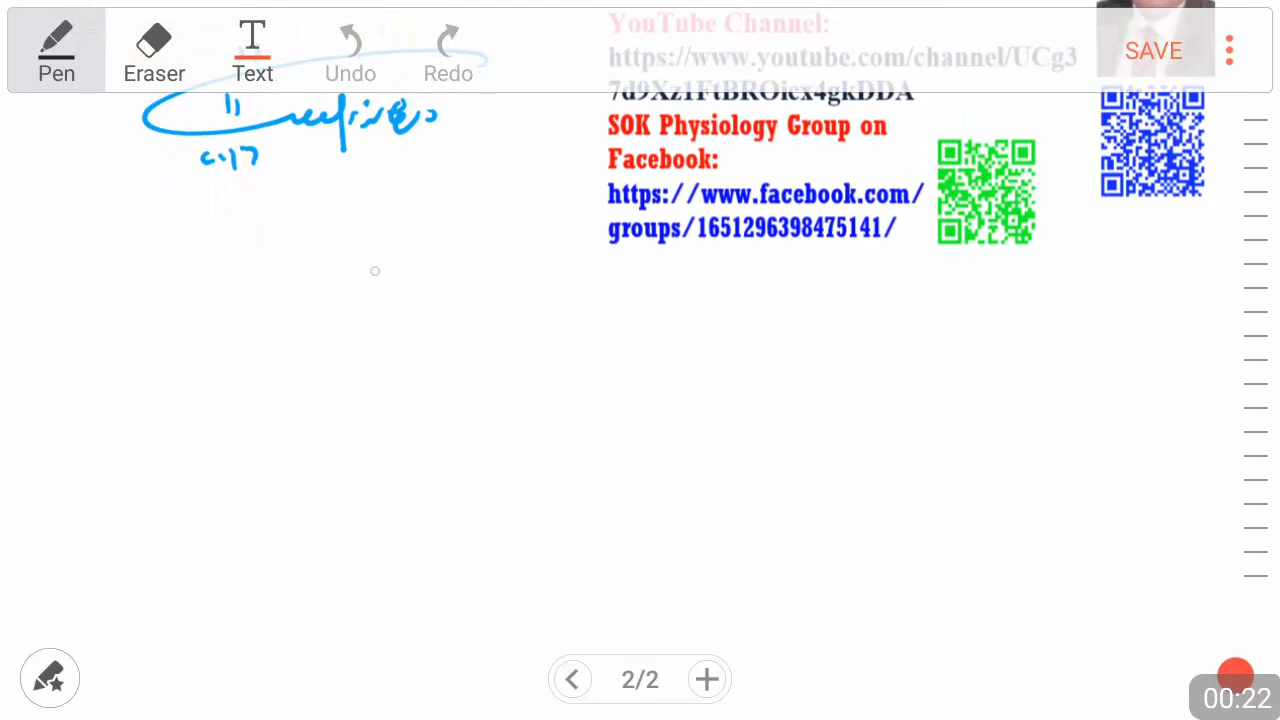 Pen
Eraser
Text
Undo
Redo
SAVE
YouTube Channel:
https://www.youtube.com/channel/UCg3
7d9Xz1FtBROicx4gkDDA
SOK Physiology Group on
Facebook:
https://www.facebook.com/
groups/1651296398475141/
2/2
00:22